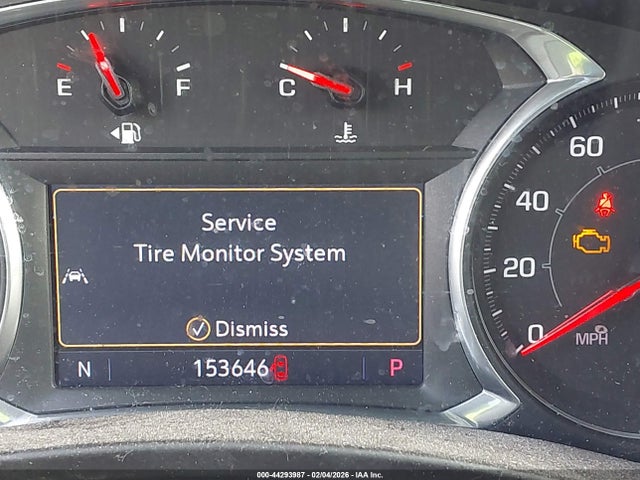 E F C H
60
40
20
0
MPH
Service
Tire Monitor System
Dismiss
N 153646 P
000-44293987 - 02/04/2026 - IAA Inc.